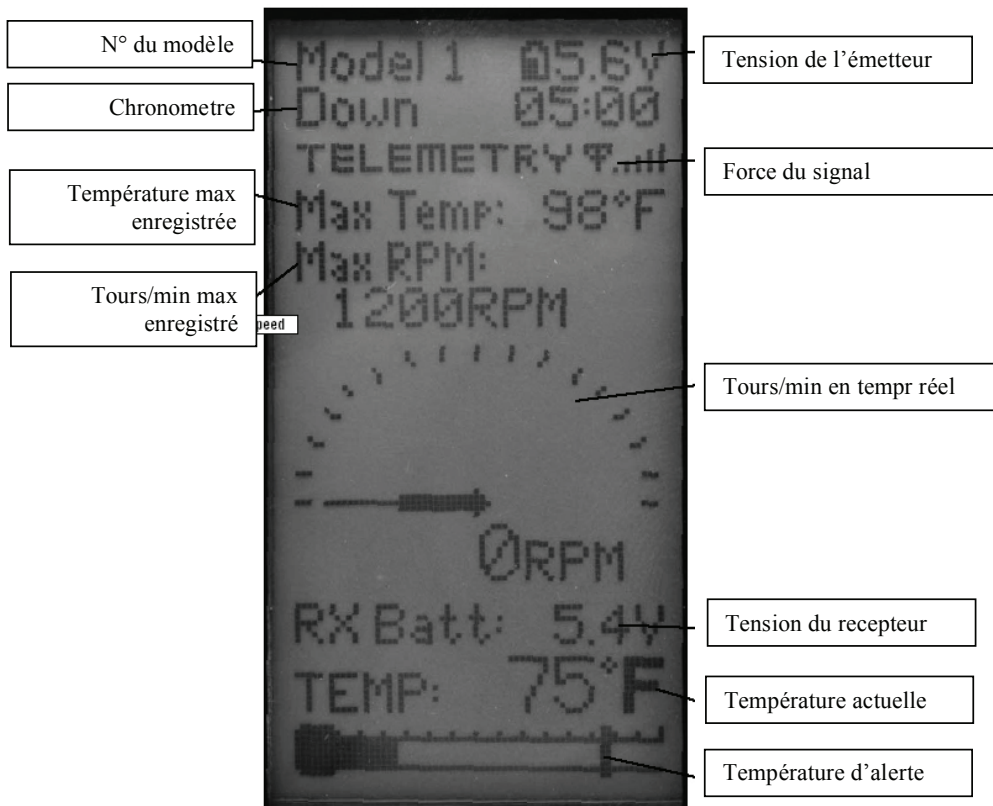 N° du modèle
Chronometre
Température max
enregistrée
Tours/min max
enregistré
peed
Model 1 5.6V
Down 05:00
TELEMETRY
Max Temp: 98°F
Max RPM:
1200RPM
0RPM
RX Batt: 5.4V
TEMP: 75°F
Tension de l’émetteur
Force du signal
Tours/min en tempr réel
Tension du recepteur
Température actuelle
Température d’alerte